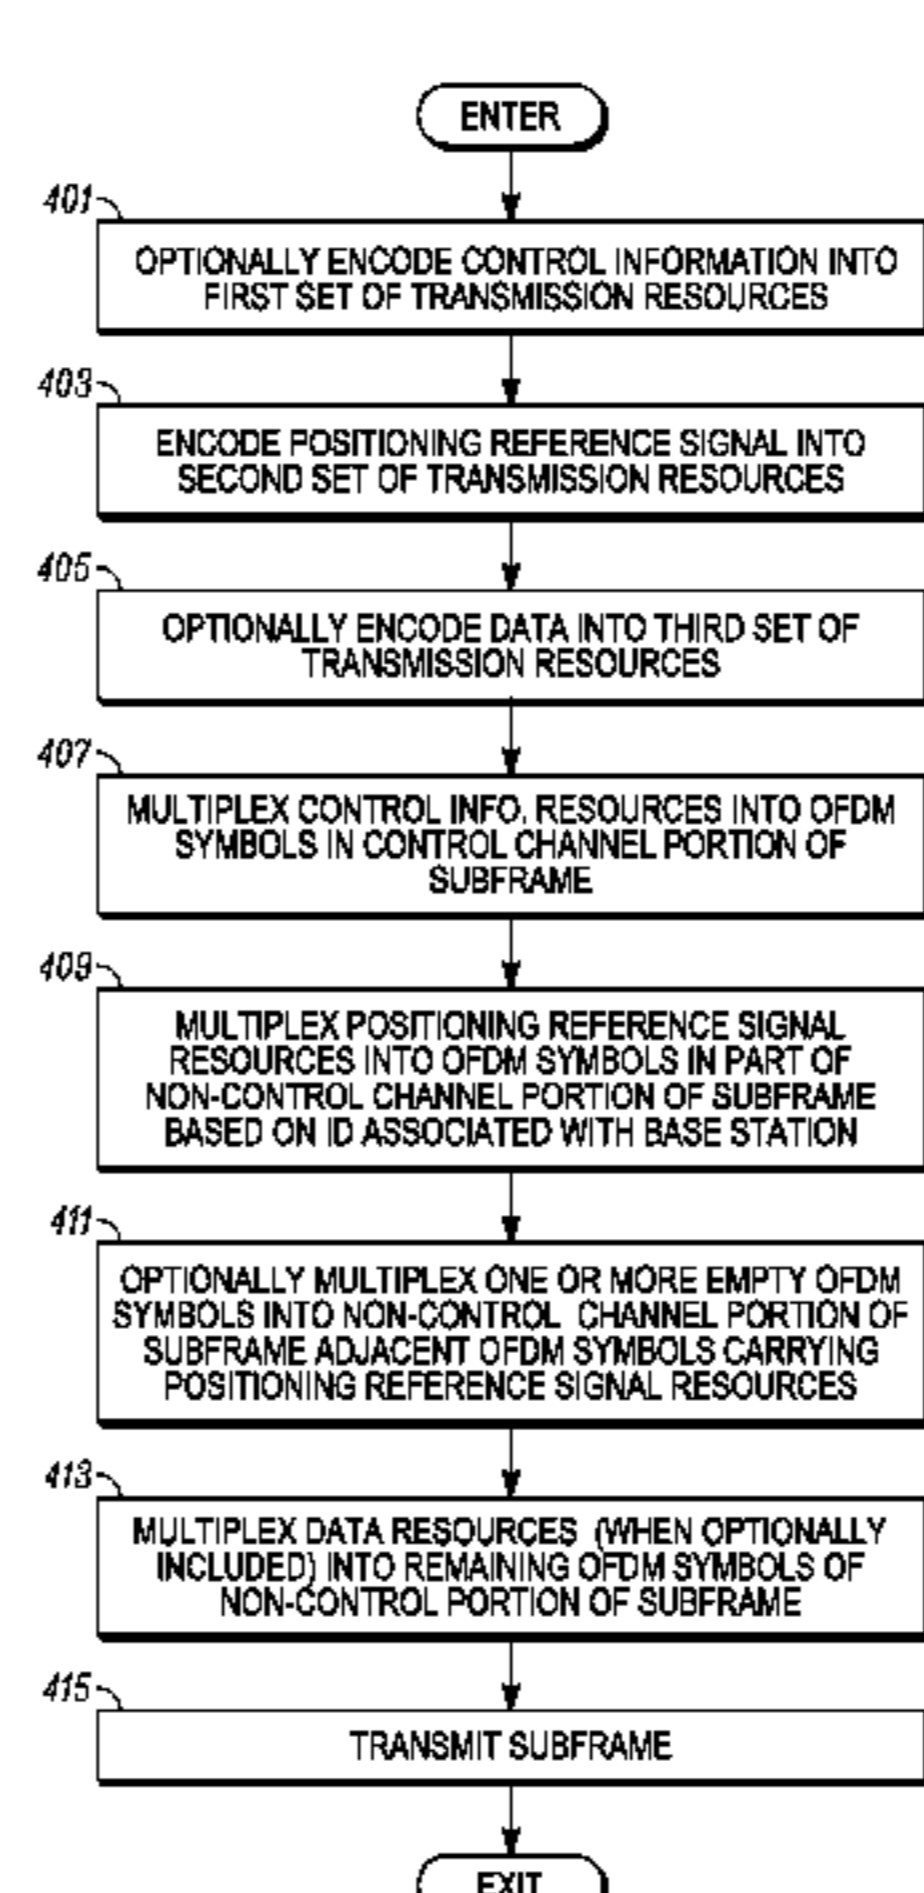 ENTER
401
OPTIONALLY ENCODE CONTROL INFORMATION INTO
FIRST SET OF TRANSMISSION RESOURCES
403
ENCODE POSITIONING REFERENCE SIGNAL INTO
SECOND SET OF TRANSMISSION RESOURCES
405
OPTIONALLY ENCODE DATA INTO THIRD SET OF
TRANSMISSION RESOURCES
407
MULTIPLEX CONTROL INFO. RESOURCES INTO OFDM
SYMBOLS IN CONTROL CHANNEL PORTION OF
SUBFRAME
409
MULTIPLEX POSITIONING REFERENCE SIGNAL
RESOURCES INTO OFDM SYMBOLS IN PART OF
NON-CONTROL CHANNEL PORTION OF SUBFRAME
BASED ON ID ASSOCIATED WITH BASE STATION
411
OPTIONALLY MULTIPLEX ONE OR MORE EMPTY OFDM
SYMBOLS INTO NON-CONTROL CHANNEL PORTION OF
SUBFRAME ADJACENT OFDM SYMBOLS CARRYING
POSITIONING REFERENCE SIGNAL RESOURCES
413
MULTIPLEX DATA RESOURCES (WHEN OPTIONALLY
INCLUDED) INTO REMAINING OFDM SYMBOLS OF
NON-CONTROL PORTION OF SUBFRAME
415
TRANSMIT SUBFRAME
EXIT